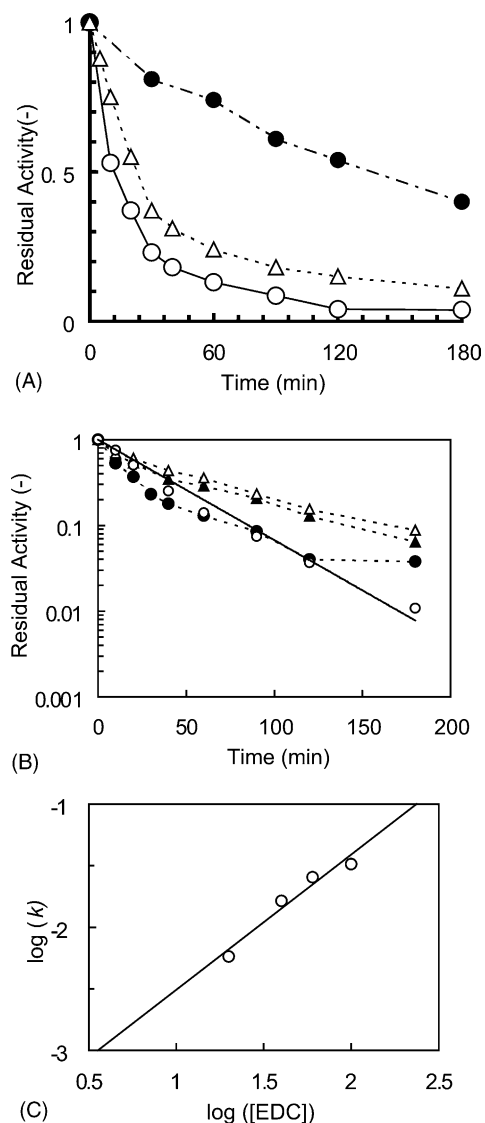 1
Residual Activity(-)
0.5
0
0 60 120 180
(A) Time (min)
1
Residual Activity (-)
0.1
0.01
0.001
0 50 100 150 200
(B) Time (min)
-1
log (k)
-2
-3
0.5 1 1.5 2 2.5
(C) log ([EDC])